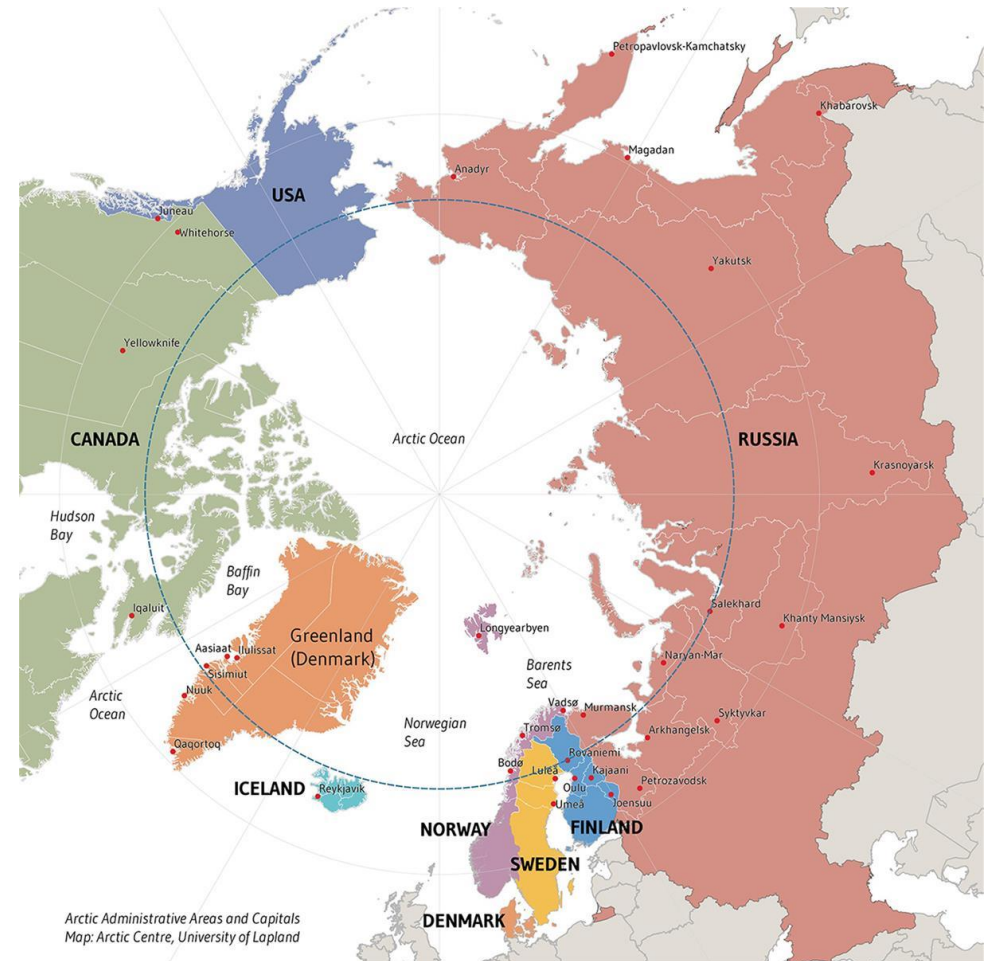 Petropavlovsk-Kamchatsky
Khabarovsk
Magadan
Anadyr
USA
Juneau
Whitehorse
Yakutsk
Yellowknife
CANADA
Arctic Ocean
RUSSIA
Krasnoyarsk
Hudson
Bay
Baffin
Bay
Iqaluit
Salekhard
Khanty Mansiysk
Longyearbyen
Greenland
(Denmark)
Aasiaat
Ilulissat
Sisimiut
Nuuk
Naryan-Mar
Barents
Sea
Arctic
Ocean
Vadsø
Murmansk
Syktyvkar
Norwegian
Sea
Tromsø
Arkhangelsk
Qaqortoq
Rovaniemi
Bodø
Luleå
Kajaani
Oulu
Petrozavodsk
ICELAND
Reykjavik
Umeå
Joensuu
NORWAY
FINLAND
SWEDEN
DENMARK
Arctic Administrative Areas and Capitals
Map: Arctic Centre, University of Lapland